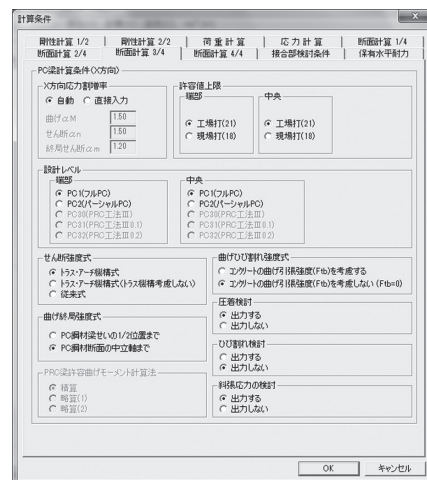 計算条件
剛性計算 1/2　剛性計算 2/2　荷重計算　応力計算　断面計算 1/4
断面計算 2/4　断面計算 3/4　断面計算 4/4　接合部検討条件　保有水平耐力
PC梁計算条件(X方向)
X方向応力割増率
自動　直接入力
曲げα M　1.50
せん断α n　1.50
終局せん断α m　1.20
許容値上限
端部
工場打(21)
現場打(18)
中央
工場打(21)
現場打(18)
設計レベル
端部
PC1(フルPC)
PC2(パーシャルPC)
PC30(PRC工法Ⅲ)
PC31(PRC工法Ⅲ0.1)
PC32(PRC工法Ⅲ0.2)
中央
PC1(フルPC)
PC2(パーシャルPC)
PC30(PRC工法Ⅲ)
PC31(PRC工法Ⅲ0.1)
PC32(PRC工法Ⅲ0.2)
せん断強度式
トラス・アーチ機構式
トラス・アーチ機構式(トラス機構考慮しない)
従来式
曲げ終局強度式
PC鋼材梁せいの1/2位置まで
PC鋼材断面の中立軸まで
PRC梁許容曲げモーメント計算法
積算
略算(1)
略算(2)
曲げひび割れ強度式
コンクリートの曲げ引張強度(Ftb)を考慮する
コンクリートの曲げ引張強度(Ftb)を考慮しない (Ftb=0)
圧着検討
出力する
出力しない
ひび割れ検討
出力する
出力しない
斜張応力の検討
出力する
出力しない
OK　キャンセル